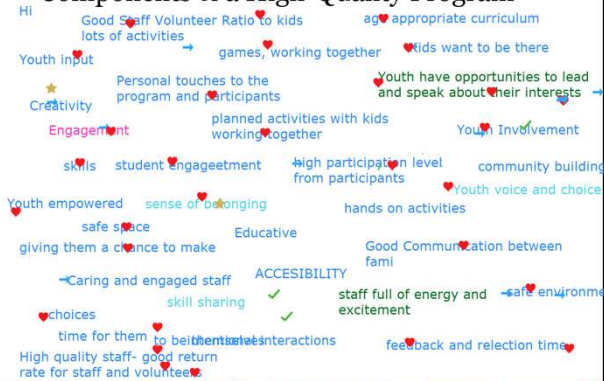 Components of a High-Quality Program
Hi
Good Staff Volunteer Ratio to kids
lots of activities
age appropriate curriculum
games, working together
kids want to be there
Youth input
Personal touches to the
program and participants
Youth have opportunities to lead
and speak about their interests
Creativity
planned activities with kids
working together
Engagement
Youth Involvement
skills
student engageetment
high participation level
from participants
community building
Youth voice and choice
Youth empowered
sense of belonging
hands on activities
safe space
Educative
giving them a chance to make
Good Communication between
fami
Caring and engaged staff
ACCESIBILITY
staff full of energy and
excitement
safe environme
skill sharing
choices
time for them
to be themselves
interactions
feedback and relection time
High quality staff- good return
rate for staff and volunteers